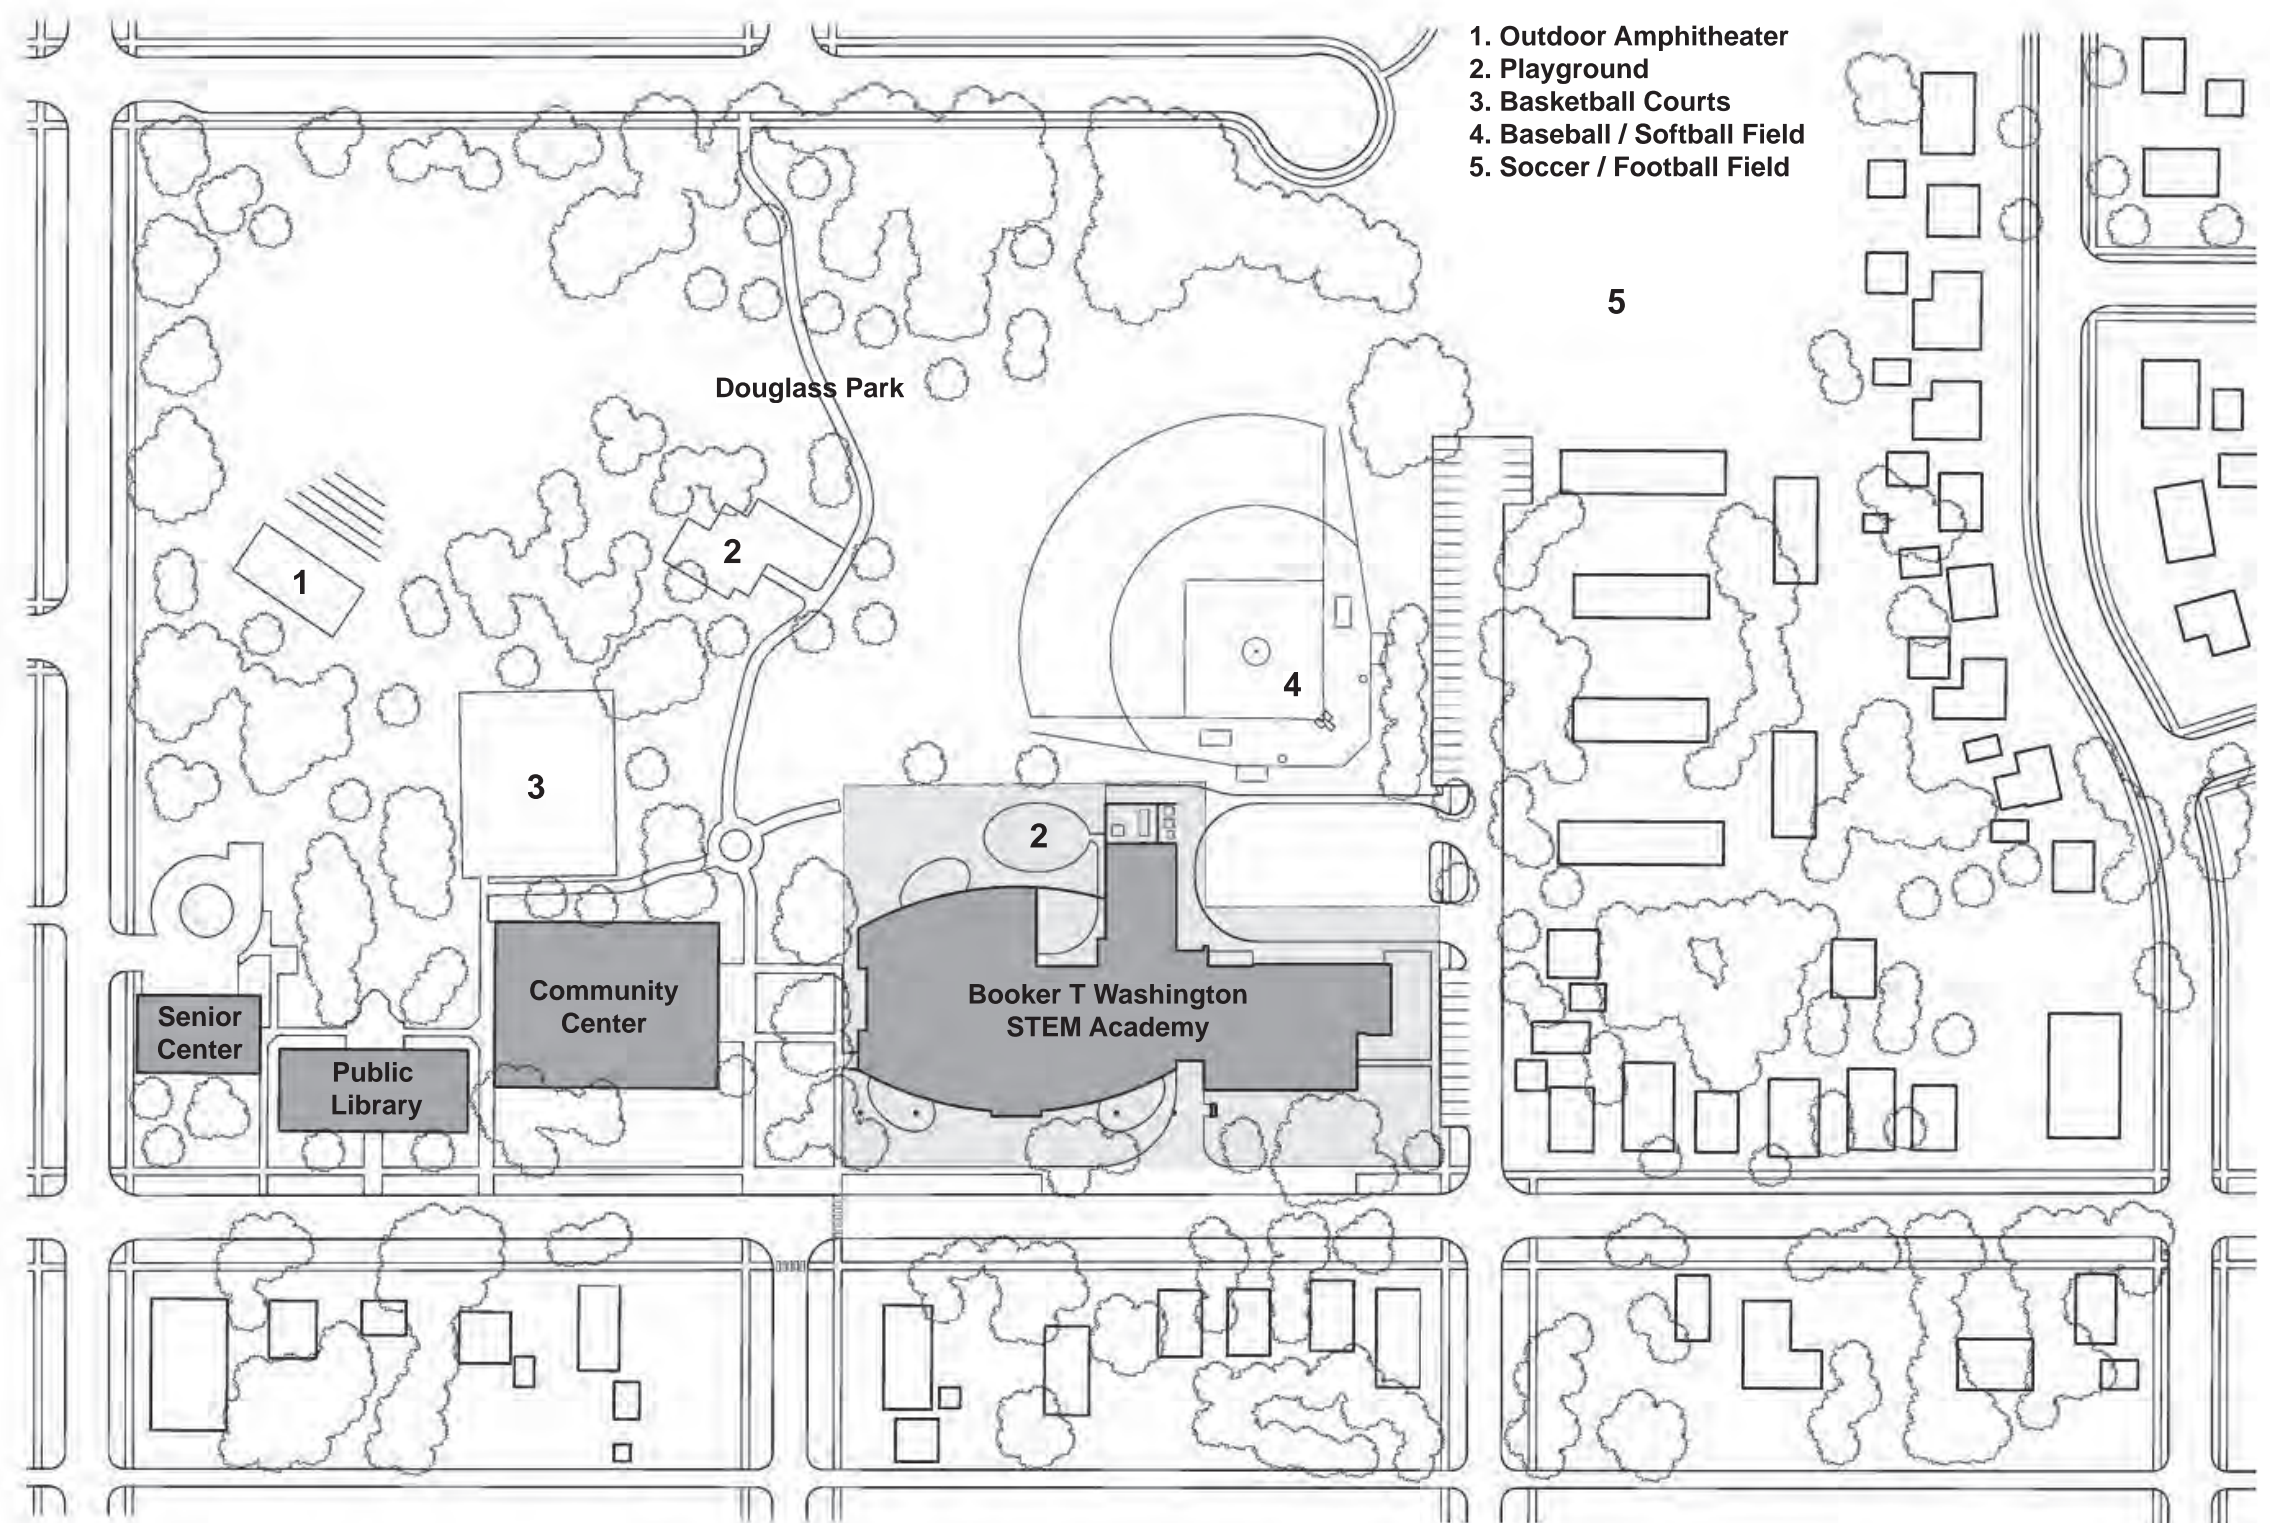 1. Outdoor Amphitheater
2. Playground
3. Basketball Courts
4. Baseball / Softball Field
5. Soccer / Football Field
5
Douglass Park
2
1
4
3
2
Community
Center
Booker T Washington
STEM Academy
Senior
Center
Public
Library